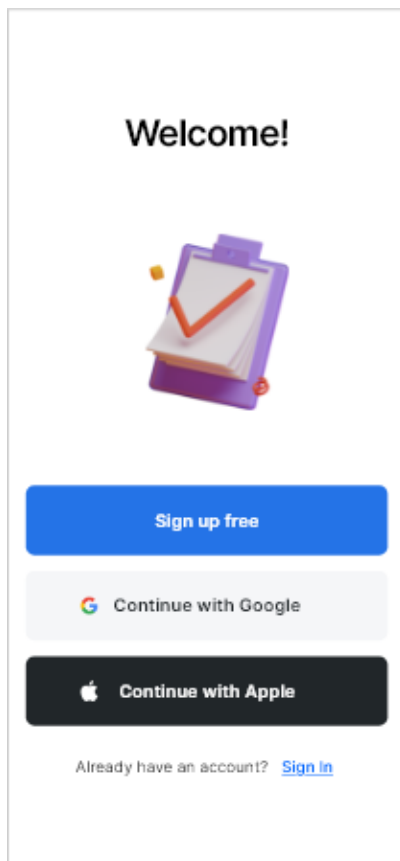 Welcome!
Sign up free
Continue with Google
Continue with Apple
Already have an account? Sign In